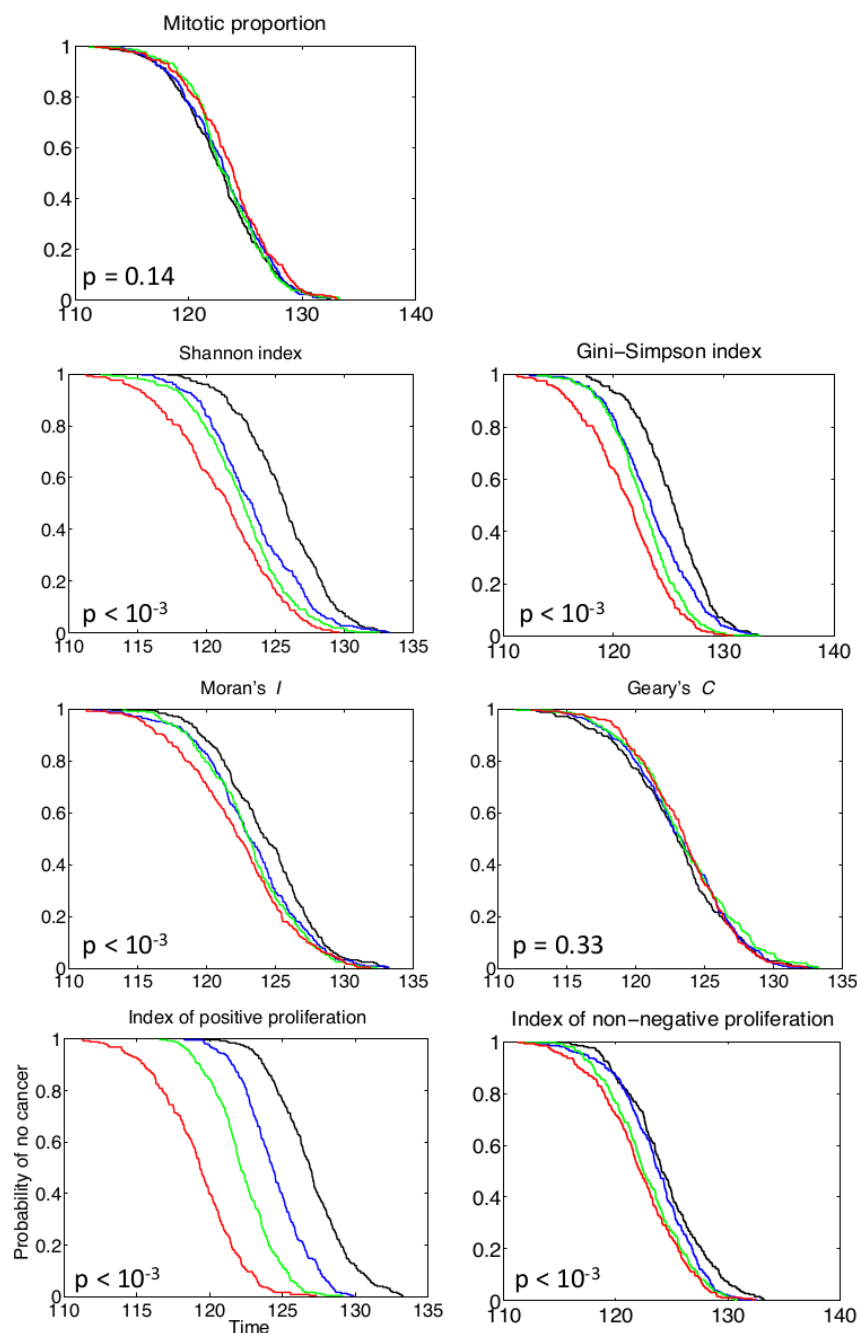 Mitotic proportion
1
0.8
0.6
0.4
0.2
0
p = 0.14
110 120 130 140
Shannon index
1
0.8
0.6
0.4
0.2
0
p < 10-3
110 115 120 125 130 135
Gini-Simpson index
1
0.8
0.6
0.4
0.2
0
p < 10-3
110 120 130 140
Moran's I
1
0.8
0.6
0.4
0.2
0
p < 10-3
110 115 120 125 130 135
Geary's C
1
0.8
0.6
0.4
0.2
0
p = 0.33
110 115 120 125 130 135
Index of positive proliferation
Probability of no cancer
1
0.8
0.6
0.4
0.2
0
p < 10-3
110 115 120 125 130 135
Time
Index of non-negative proliferation
1
0.8
0.6
0.4
0.2
0
p < 10-3
110 120 130 140